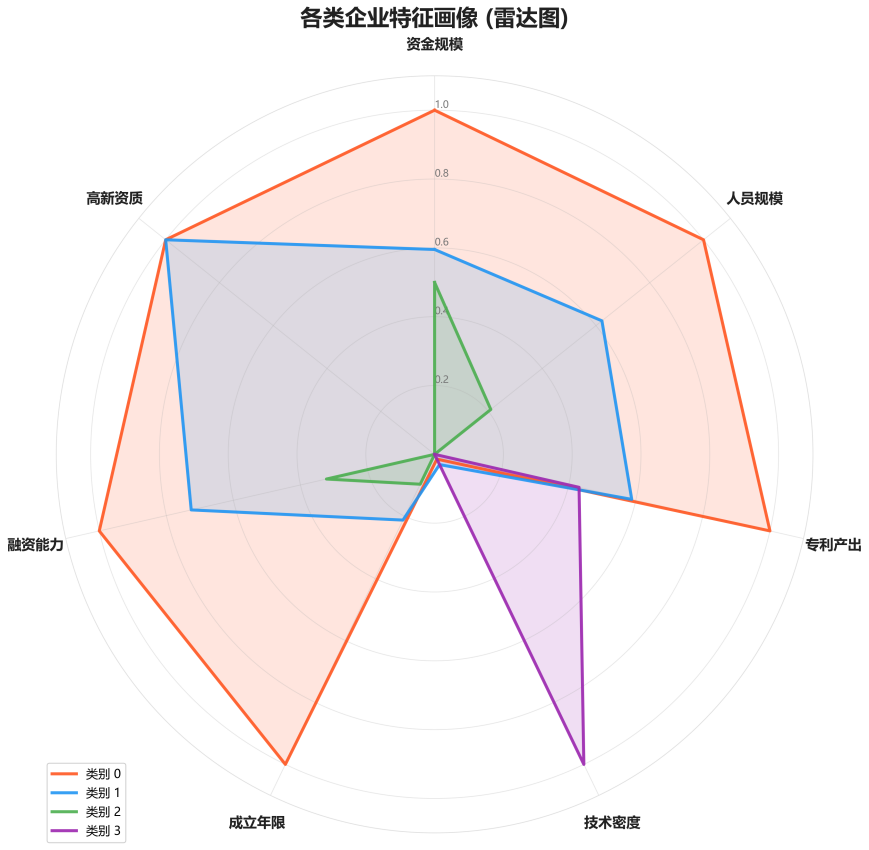 各类企业特征画像 (雷达图)
资金规模
1.0
高新资质
人员规模
0.8
0.6
0.4
0.2
融资能力
专利产出
成立年限
技术密度
类别 0
类别 1
类别 2
类别 3